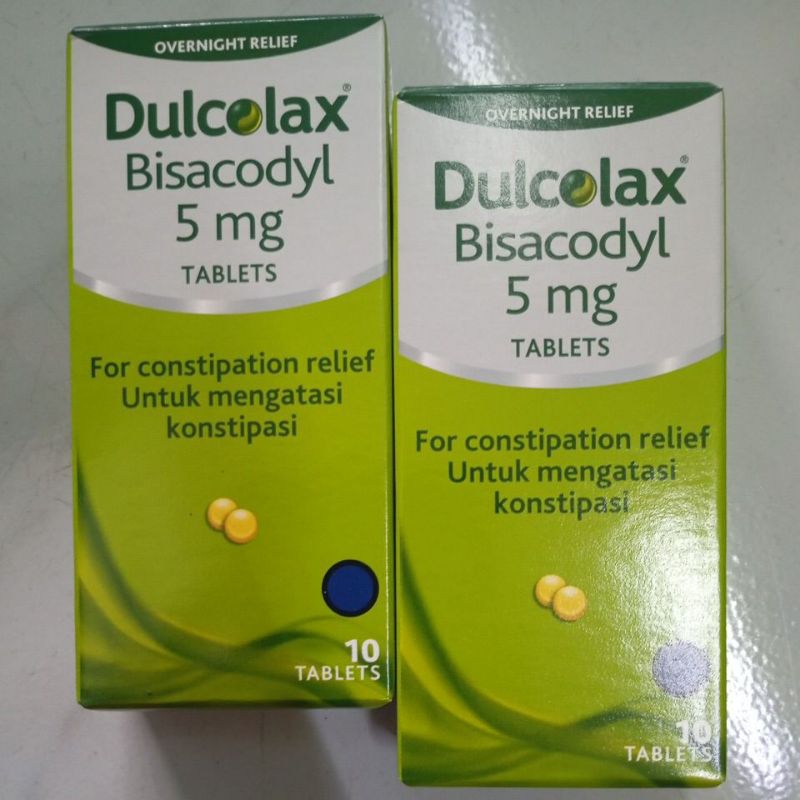 OVERNIGHT RELIEF
Dulcolax®
Bisacodyl
5 mg
TABLETS
For constipation relief
Untuk mengatasi
konstipasi
10
TABLETS
OVERNIGHT RELIEF
Dulcolax®
Bisacodyl
5 mg
TABLETS
For constipation relief
Untuk mengatasi
konstipasi
10
TABLETS